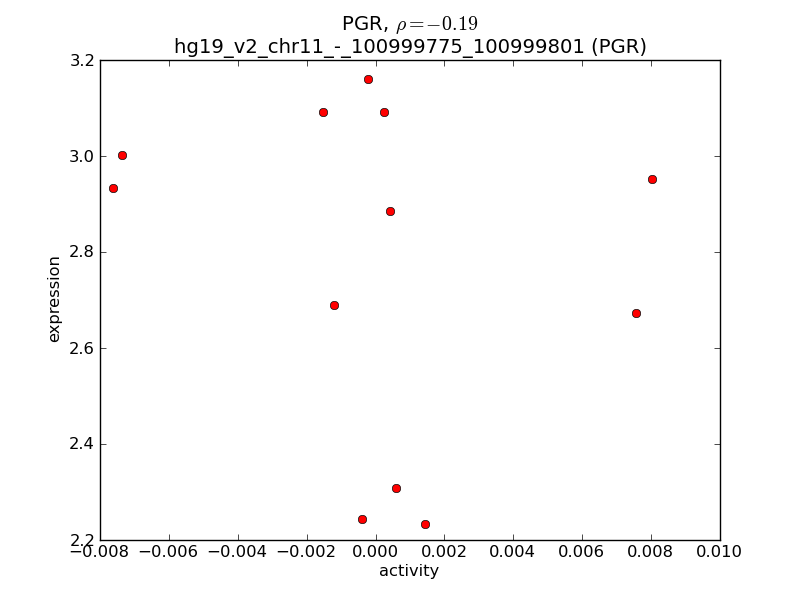 PGR, ρ=−0.19
hg19_v2_chr11_-_100999775_100999801 (PGR)
3.2
3.0
2.8
2.6
2.4
2.2
expression
−0.008 −0.006 −0.004 −0.002 0.000 0.002 0.004 0.006 0.008 0.010
activity